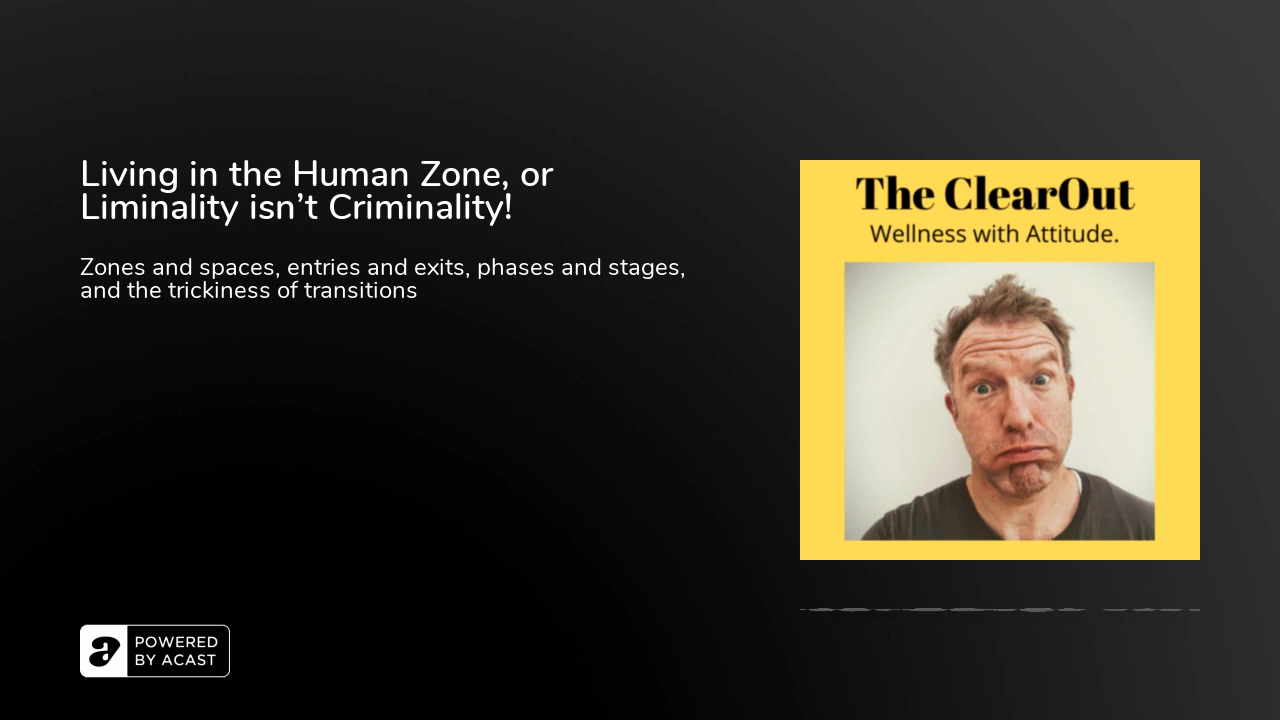 Living in the Human Zone, or
Liminality isn’t Criminality!
Zones and spaces, entries and exits, phases and stages,
and the trickiness of transitions
The ClearOut
Wellness with Attitude.
a POWERED
BY ACAST